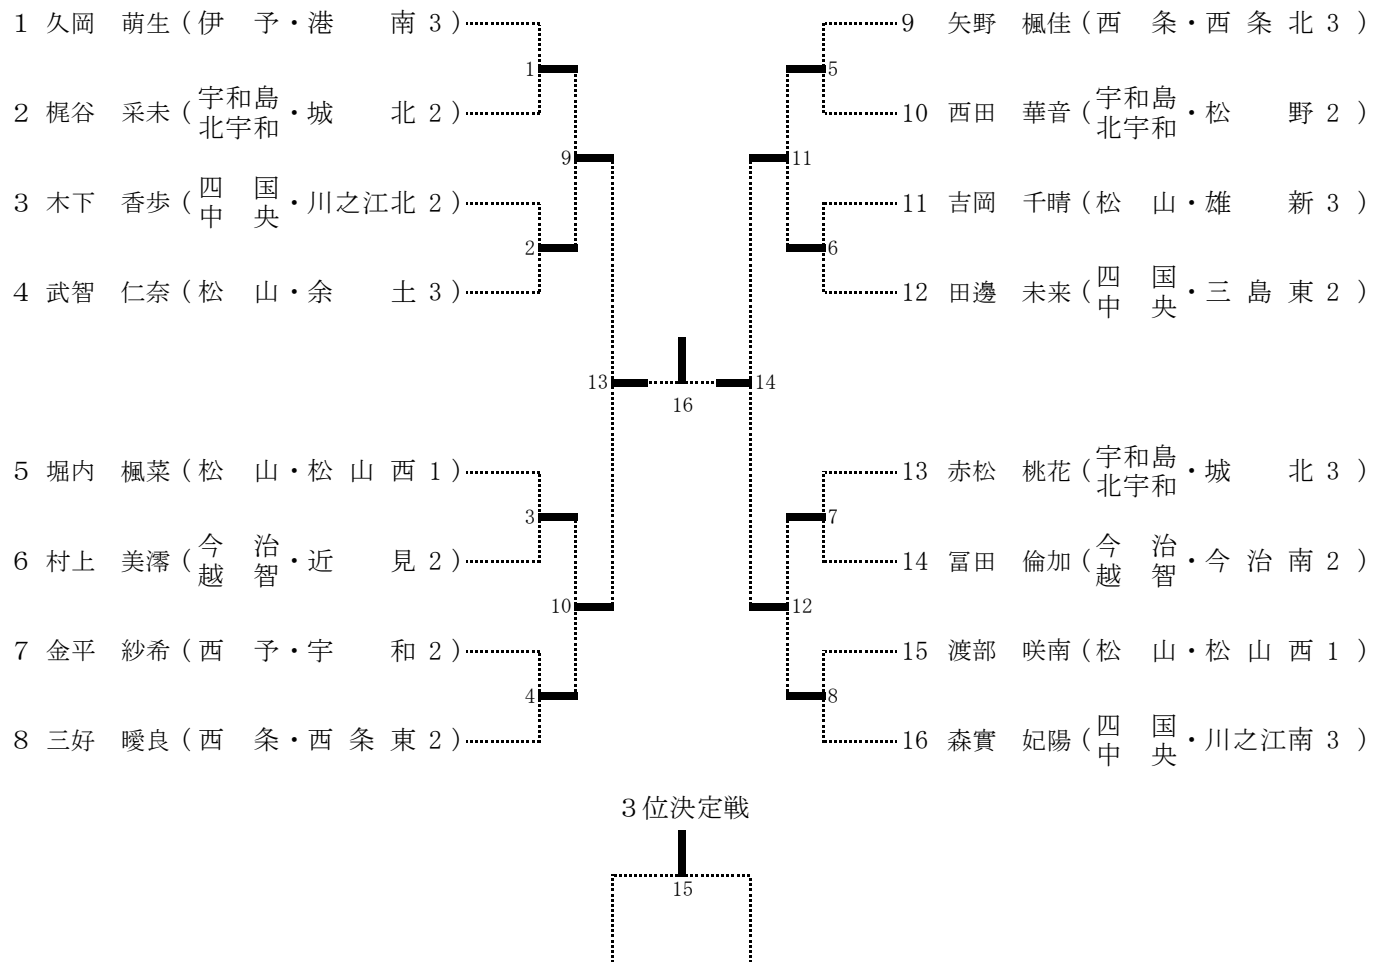 1 久岡 萌生 ( 伊 予・港 南 3 )
2 梶谷 采未 ( 宇和島 北宇和 ・城 北 2 )
3 木下 香歩 ( 四 国 中 央 ・川之江北 2 )
4 武智 仁奈 ( 松 山・余 土 3 )
5 堀内 楓菜 ( 松 山・松 山 西 1 )
6 村上 美澪 ( 今 治 越 智 ・近 見 2 )
7 金平 紗希 ( 西 予・宇 和 2 )
8 三好 曖良 ( 西 条・西 条 東 2 )
1
2
3
4
9
10
13
16
14
11
12
5
6
7
8
9 矢野 楓佳 ( 西 条・西 条 北 3 )
10 西田 華音 ( 宇和島 北宇和 ・松 野 2 )
11 吉岡 千晴 ( 松 山・雄 新 3 )
12 田邊 未来 ( 四 国 中 央 ・三 島 東 2 )
13 赤松 桃花 ( 宇和島 北宇和 ・城 北 3 )
14 冨田 倫加 ( 今 治 越 智 ・今 治 南 2 )
15 渡部 咲南 ( 松 山・松 山 西 1 )
16 森實 妃陽 ( 四 国 中 央 ・川之江南 3 )
3位決定戦
15